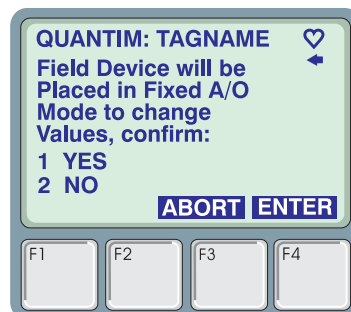 QUANTIM: TAGNAME
Field Device will be
Placed in Fixed A/O
Mode to change
Values, confirm:
1 YES
2 NO
ABORT ENTER
F1 F2 F3 F4